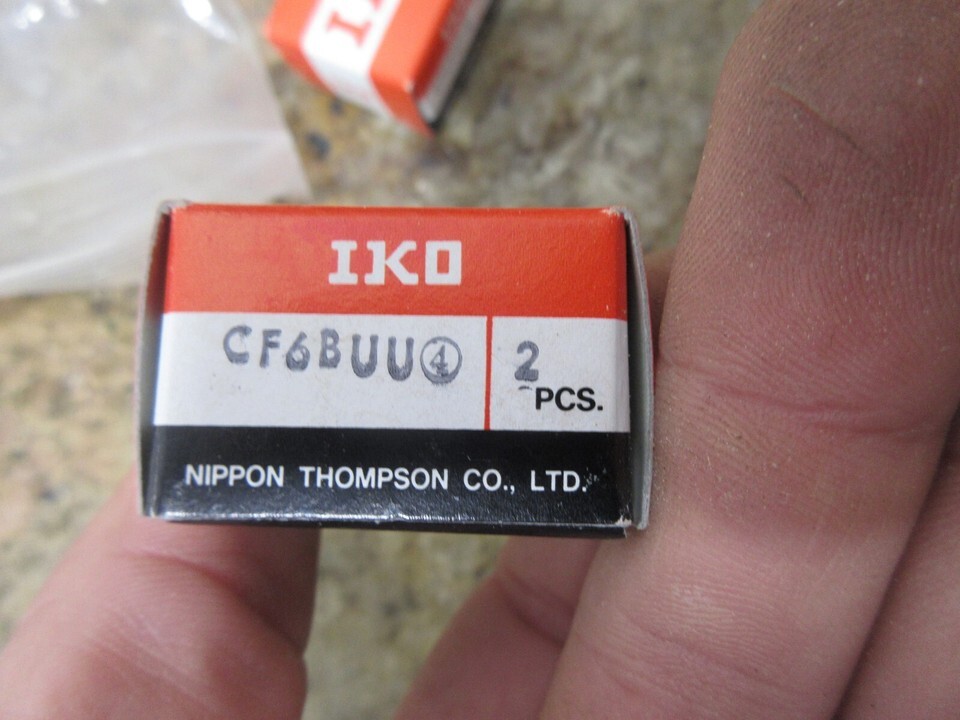 IKO
CF6BUU④
2
PCS.
NIPPON THOMPSON CO., LTD.